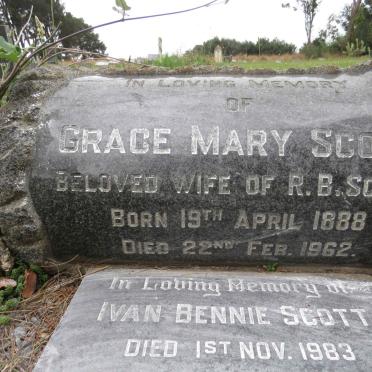 IN LOVING MEMORY
OF
GRACE MARY SCO
BELOVED WIFE OF R.B. SC
BORN 19TH APRIL 1888
DIED 22ND FEB. 1962.
In Loving Memory of
IVAN BENNIE SCOTT
DIED 1ST NOV. 1983